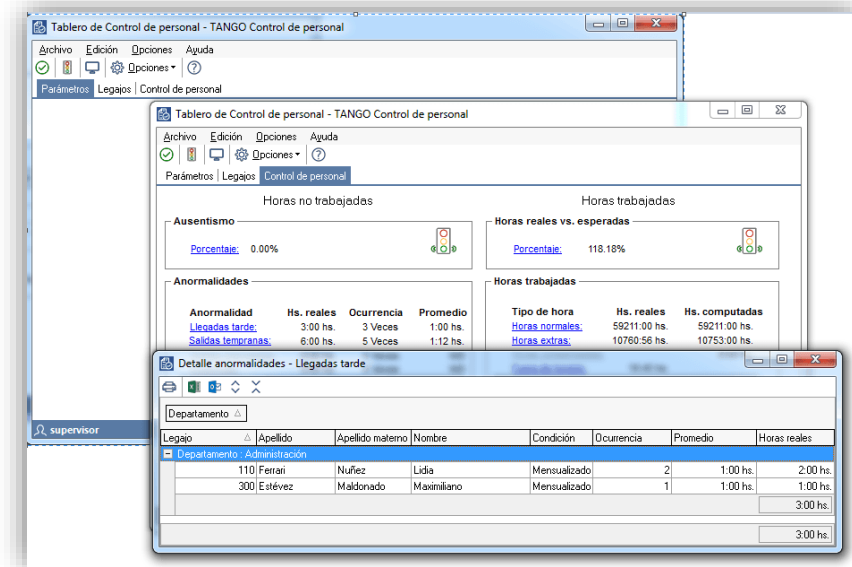 Tablero de Control de personal - TANGO Control de personal
Archivo Edición Opciones Ayuda
Opciones
Parámetros Legajos Control de personal
Tablero de Control de personal - TANGO Control de personal
Archivo Edición Opciones Ayuda
Opciones
Parámetros Legajos Control de personal
Horas no trabajadas Horas trabajadas
Ausentismo Horas reales vs. esperadas
Porcentaje: 0.00% Porcentaje: 118.18%
Anormalidades Horas trabajadas
Anormalidad Hs. reales Ocurrencia Promedio Tipo de hora Hs. reales Hs. computadas
Llegadas tarde: 3:00 hs. 3 Veces 1:00 hs. Horas normales: 59211:00 hs. 59211:00 hs.
Salidas tempranas: 6:00 hs. 5 Veces 1:12 hs. Horas extras: 10760:56 hs. 10753:00 hs.
supervisor
Detalle anormalidades - Llegadas tarde
Departamento
Legajo Apellido Apellido materno Nombre Condición Ocurrencia Promedio Horas reales
Departamento : Administración
110 Ferrari Nuñez Lidia Mensualizado 2 1:00 hs. 2:00 hs.
300 Estévez Maldonado Maximiliano Mensualizado 1 1:00 hs. 1:00 hs.
3:00 hs.
3:00 hs.